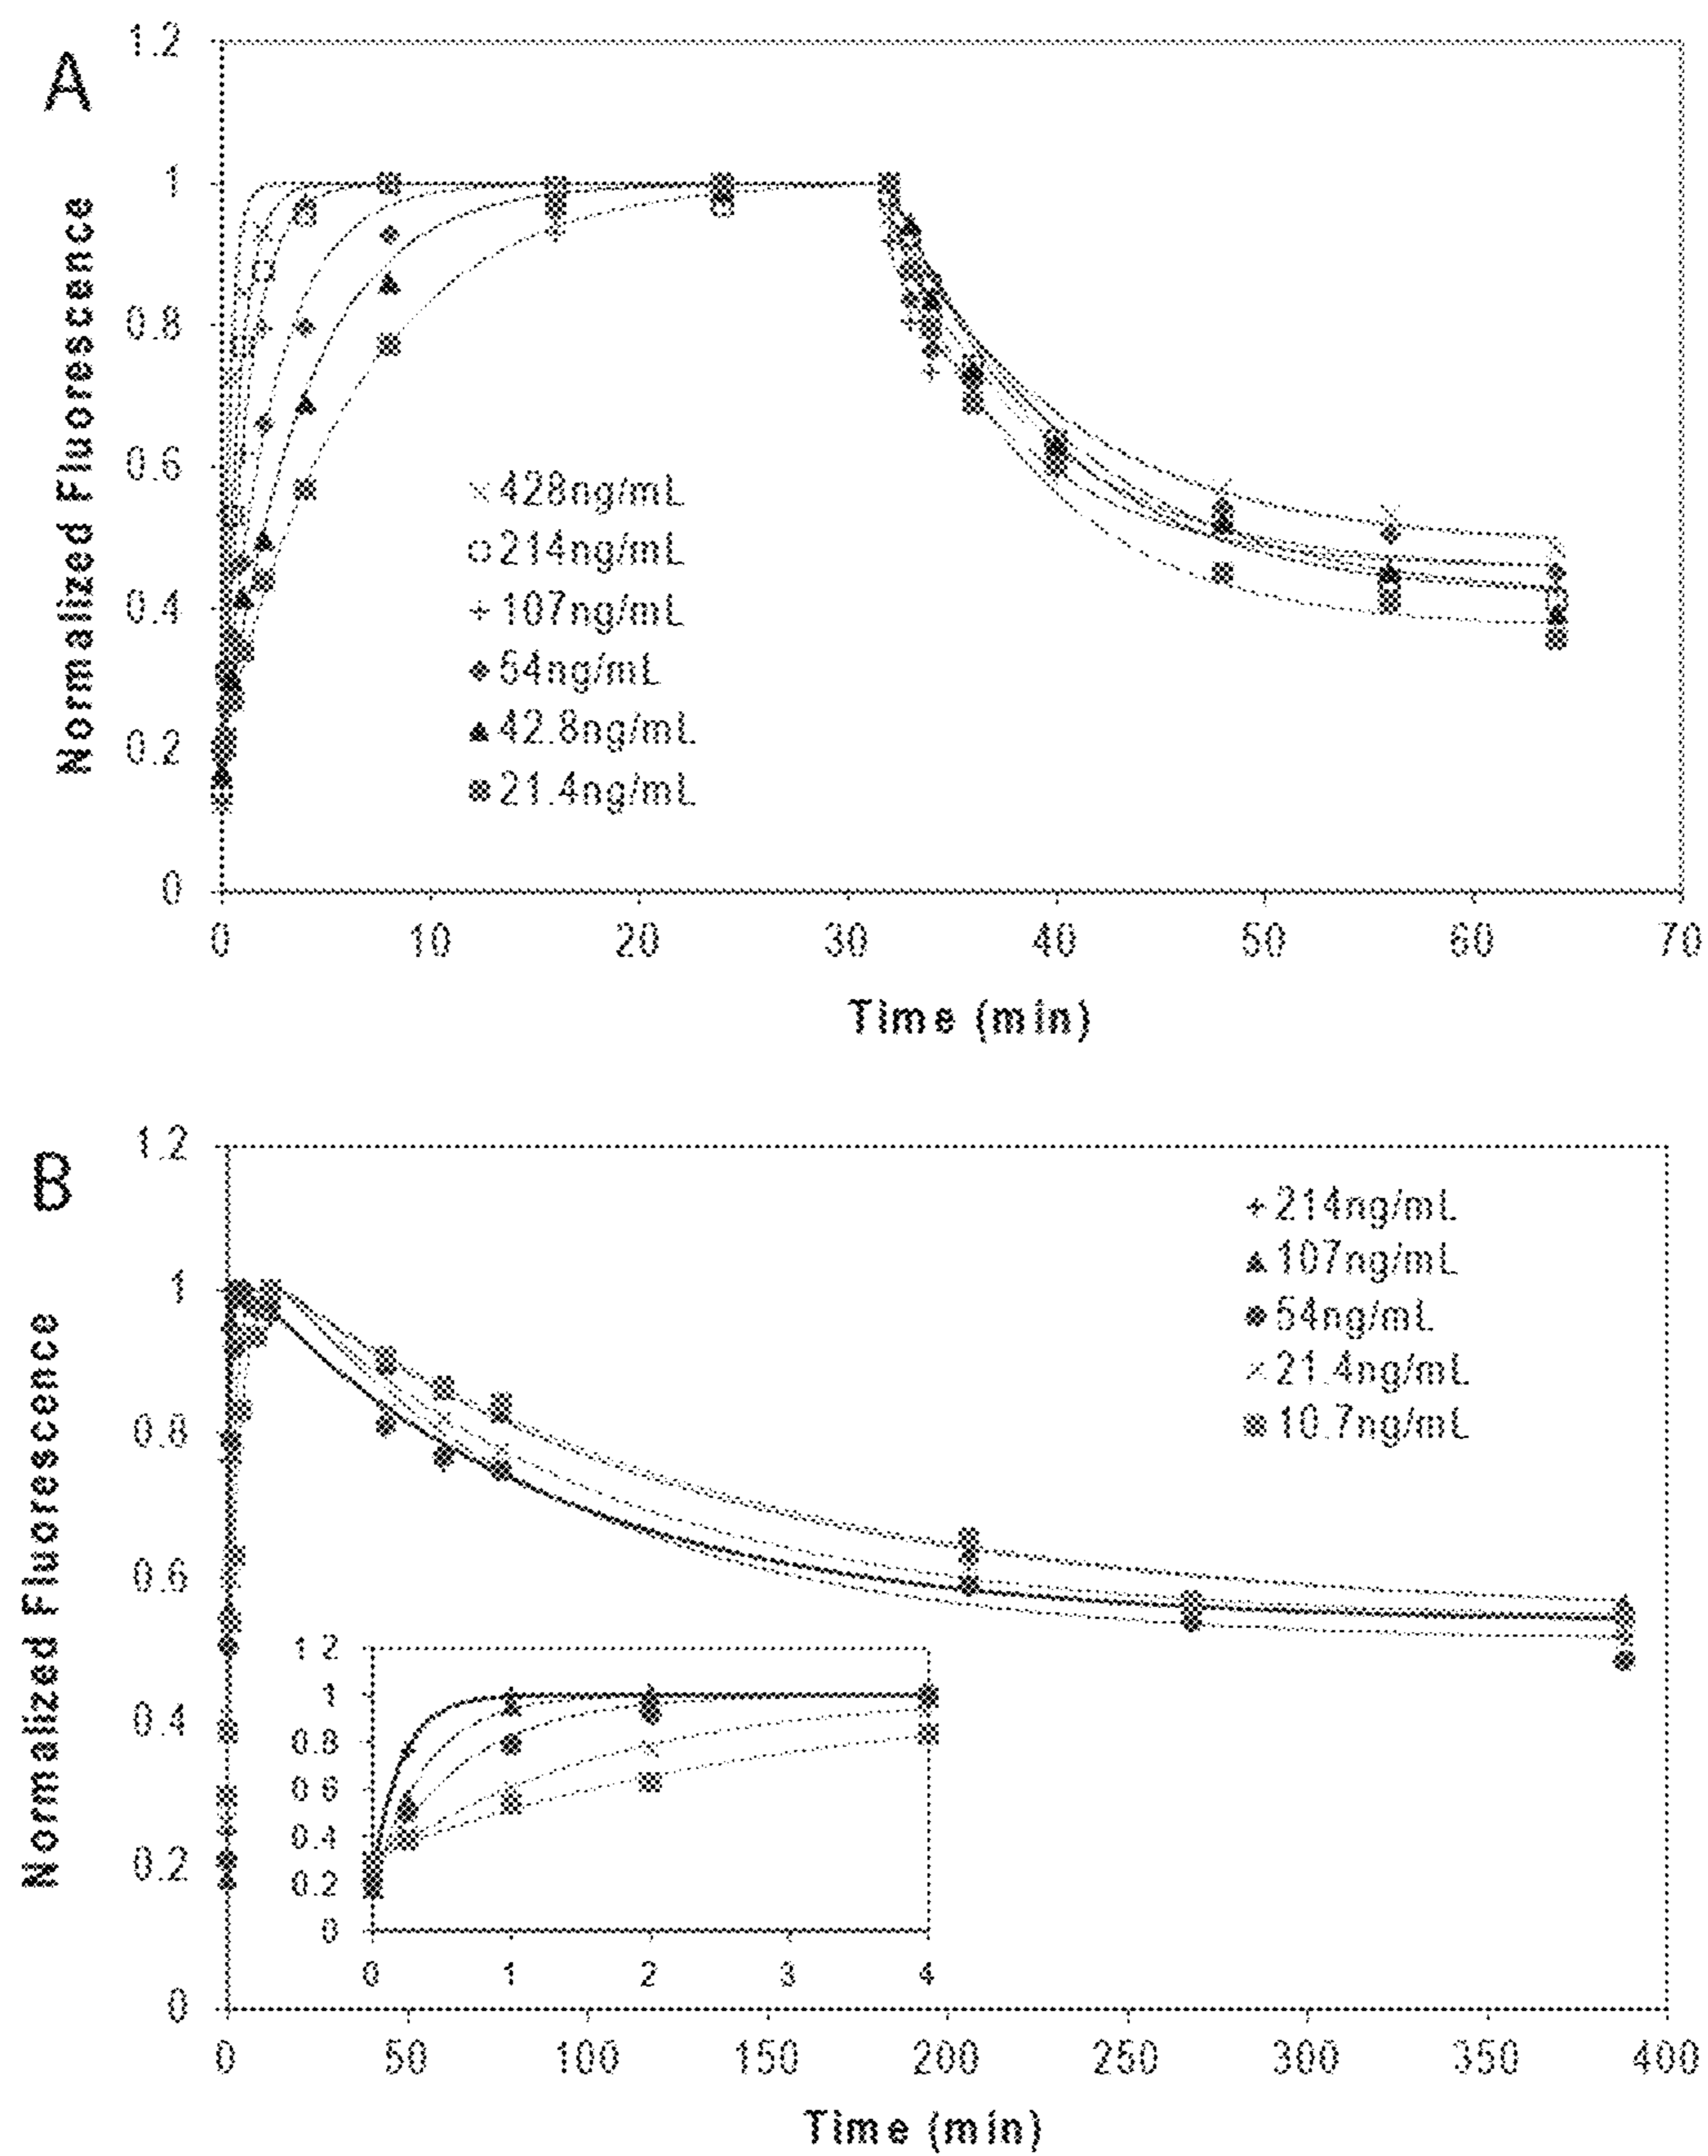 A
1.2
1
0.8
0.6
0.4
0.2
0
Normalized Fluorescence
428ng/mL
214ng/mL
107ng/mL
54ng/mL
42.8ng/mL
21.4ng/mL
0 10 20 30 40 50 60 70
Time (min)
B
1.2
1
0.8
0.6
0.4
0.2
0
Normalized Fluorescence
214ng/mL
107ng/mL
54ng/mL
21.4ng/mL
10.7ng/mL
1.2
1
0.8
0.6
0.4
0.2
0
0 1 2 3 4
0 50 100 150 200 250 300 350 400
Time (min)